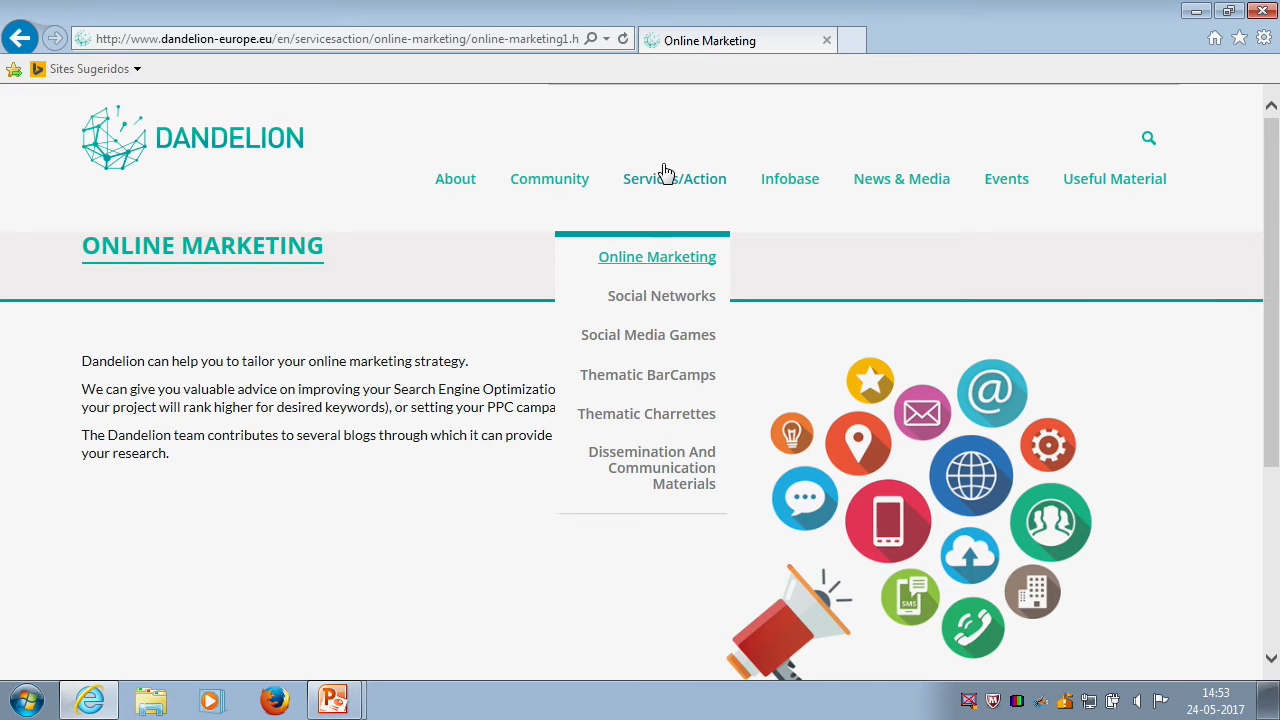 http://www.dandelion-europe.eu/en/servicesaction/online-marketing/online-marketing1.h
Online Marketing
Sites Sugeridos
DANDELION
About Community Services/Action Infobase News & Media Events Useful Material
ONLINE MARKETING
Online Marketing
Social Networks
Social Media Games
Thematic BarCamps
Thematic Charrettes
Dissemination And
Communication
Materials
Dandelion can help you to tailor your online marketing strategy.
We can give you valuable advice on improving your Search Engine Optimizatio
your project will rank higher for desired keywords), or setting your PPC campa
The Dandelion team contributes to several blogs through which it can provide
your research.
@
SMS
14:53
24-05-2017